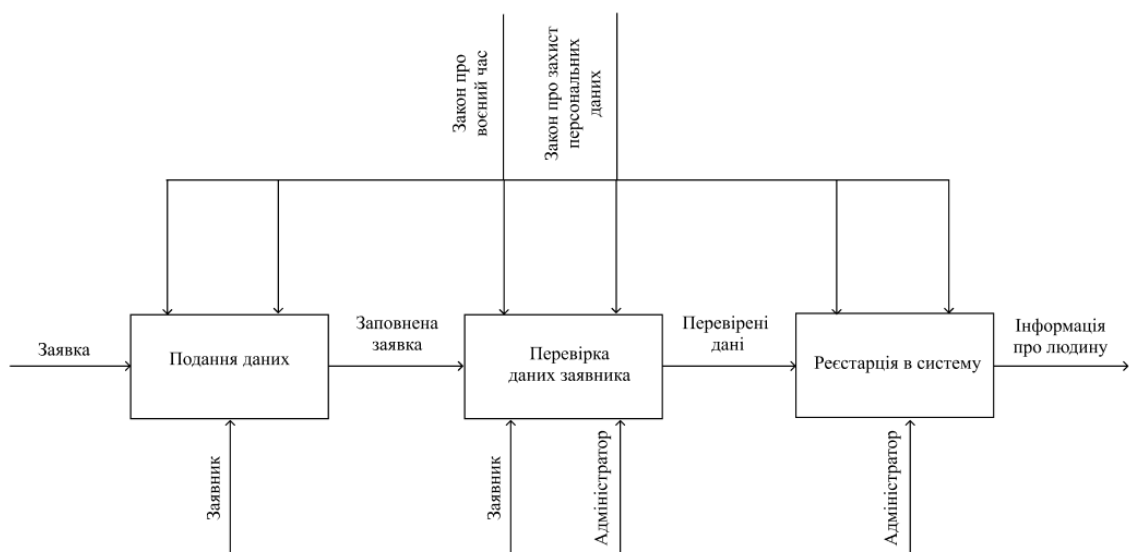 Закон про
воєний час
Закон про захист
персональних
даних
Заявка
Подання даних
Заповнена
заявка
Перевірка
даних заявника
Перевірені
дані
Реєстарція в систему
Інформація
про людину
Заявник
Заявник
Адміністратор
Адміністратор